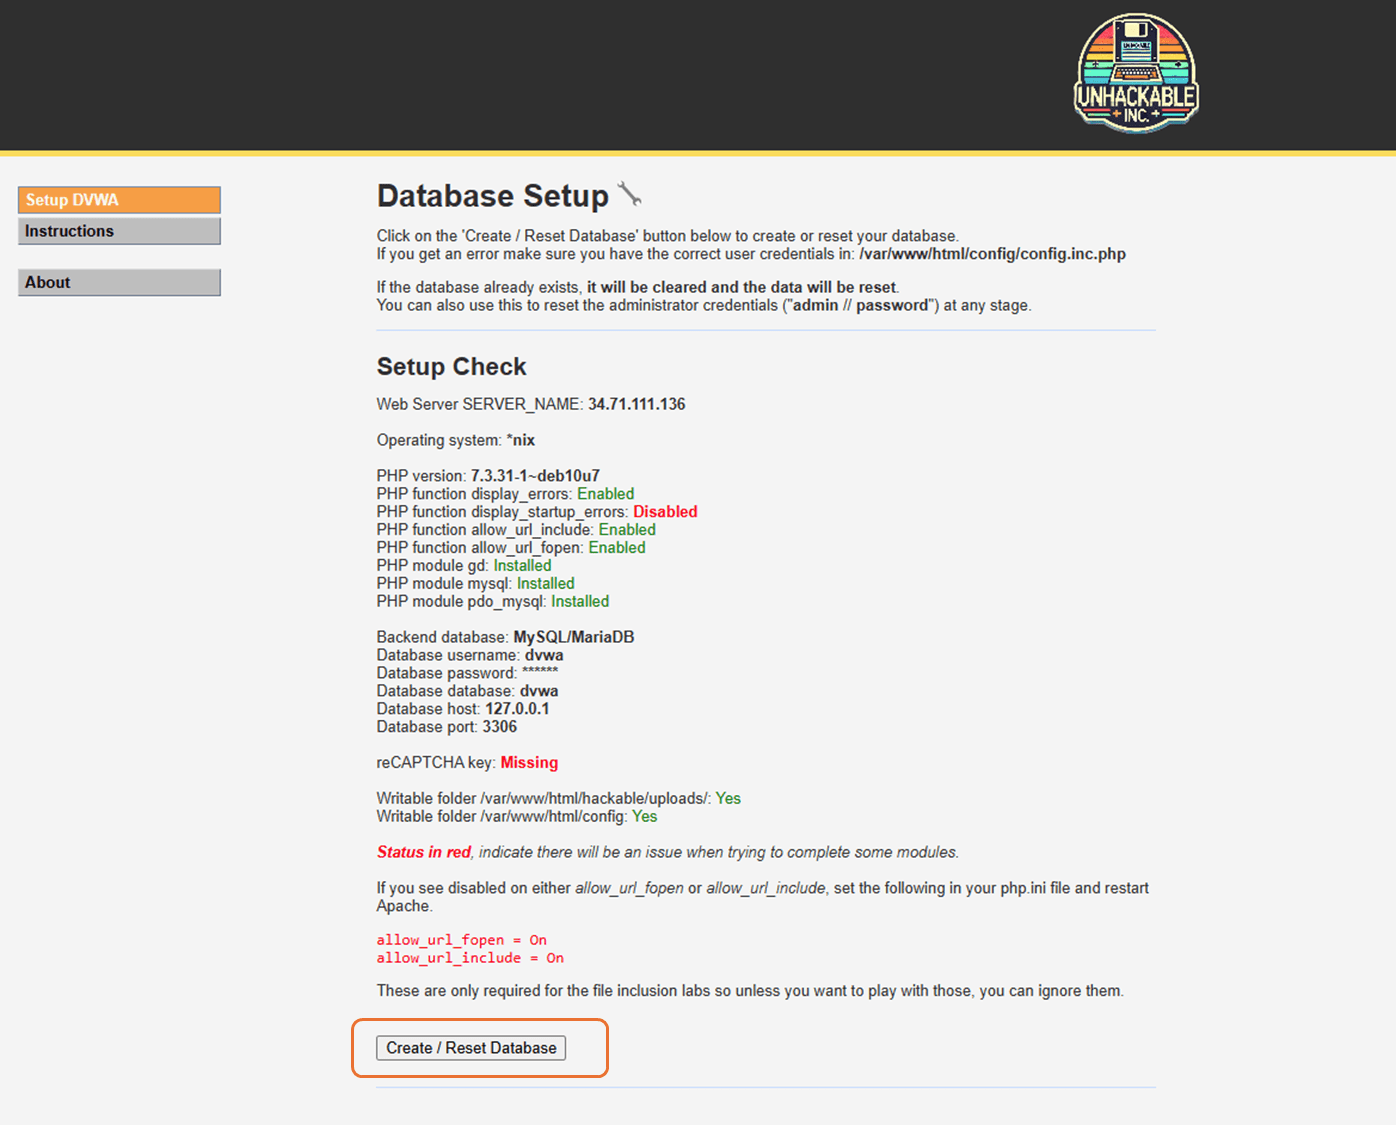 UNHACKABLE
INC.
Setup DVWA
Instructions
About
Database Setup
Click on the 'Create / Reset Database' button below to create or reset your database.
If you get an error make sure you have the correct user credentials in: /var/www/html/config/config.inc.php
If the database already exists, it will be cleared and the data will be reset.
You can also use this to reset the administrator credentials ("admin // password") at any stage.
Setup Check
Web Server SERVER_NAME: 34.71.111.136
Operating system: *nix
PHP version: 7.3.31-1~deb10u7
PHP function display_errors: Enabled
PHP function display_startup_errors: Disabled
PHP function allow_url_include: Enabled
PHP function allow_url_fopen: Enabled
PHP module gd: Installed
PHP module mysql: Installed
PHP module pdo_mysql: Installed
Backend database: MySQL/MariaDB
Database username: dvwa
Database password: ******
Database database: dvwa
Database host: 127.0.0.1
Database port: 3306
reCAPTCHA key: Missing
Writable folder /var/www/html/hackable/uploads/: Yes
Writable folder /var/www/html/config: Yes
Status in red, indicate there will be an issue when trying to complete some modules.
If you see disabled on either allow_url_fopen or allow_url_include, set the following in your php.ini file and restart
Apache.
allow_url_fopen = On
allow_url_include = On
These are only required for the file inclusion labs so unless you want to play with those, you can ignore them.
Create / Reset Database